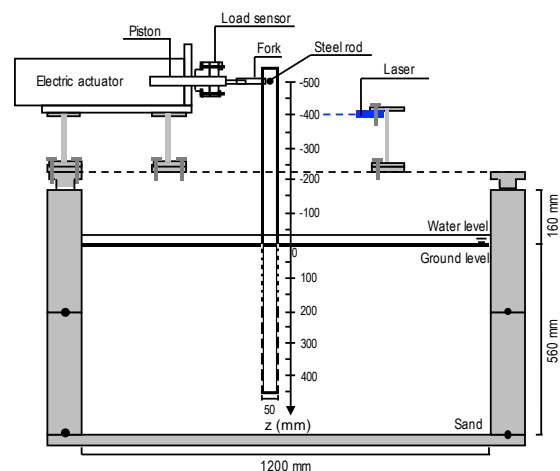 Load sensor
Piston
Fork
Steel rod
Electric actuator
Laser
-500
-400
-300
-200
-100
0
100
200
300
400
Water level
Ground level
160 mm
560 mm
50
z (mm)
Sand
1200 mm